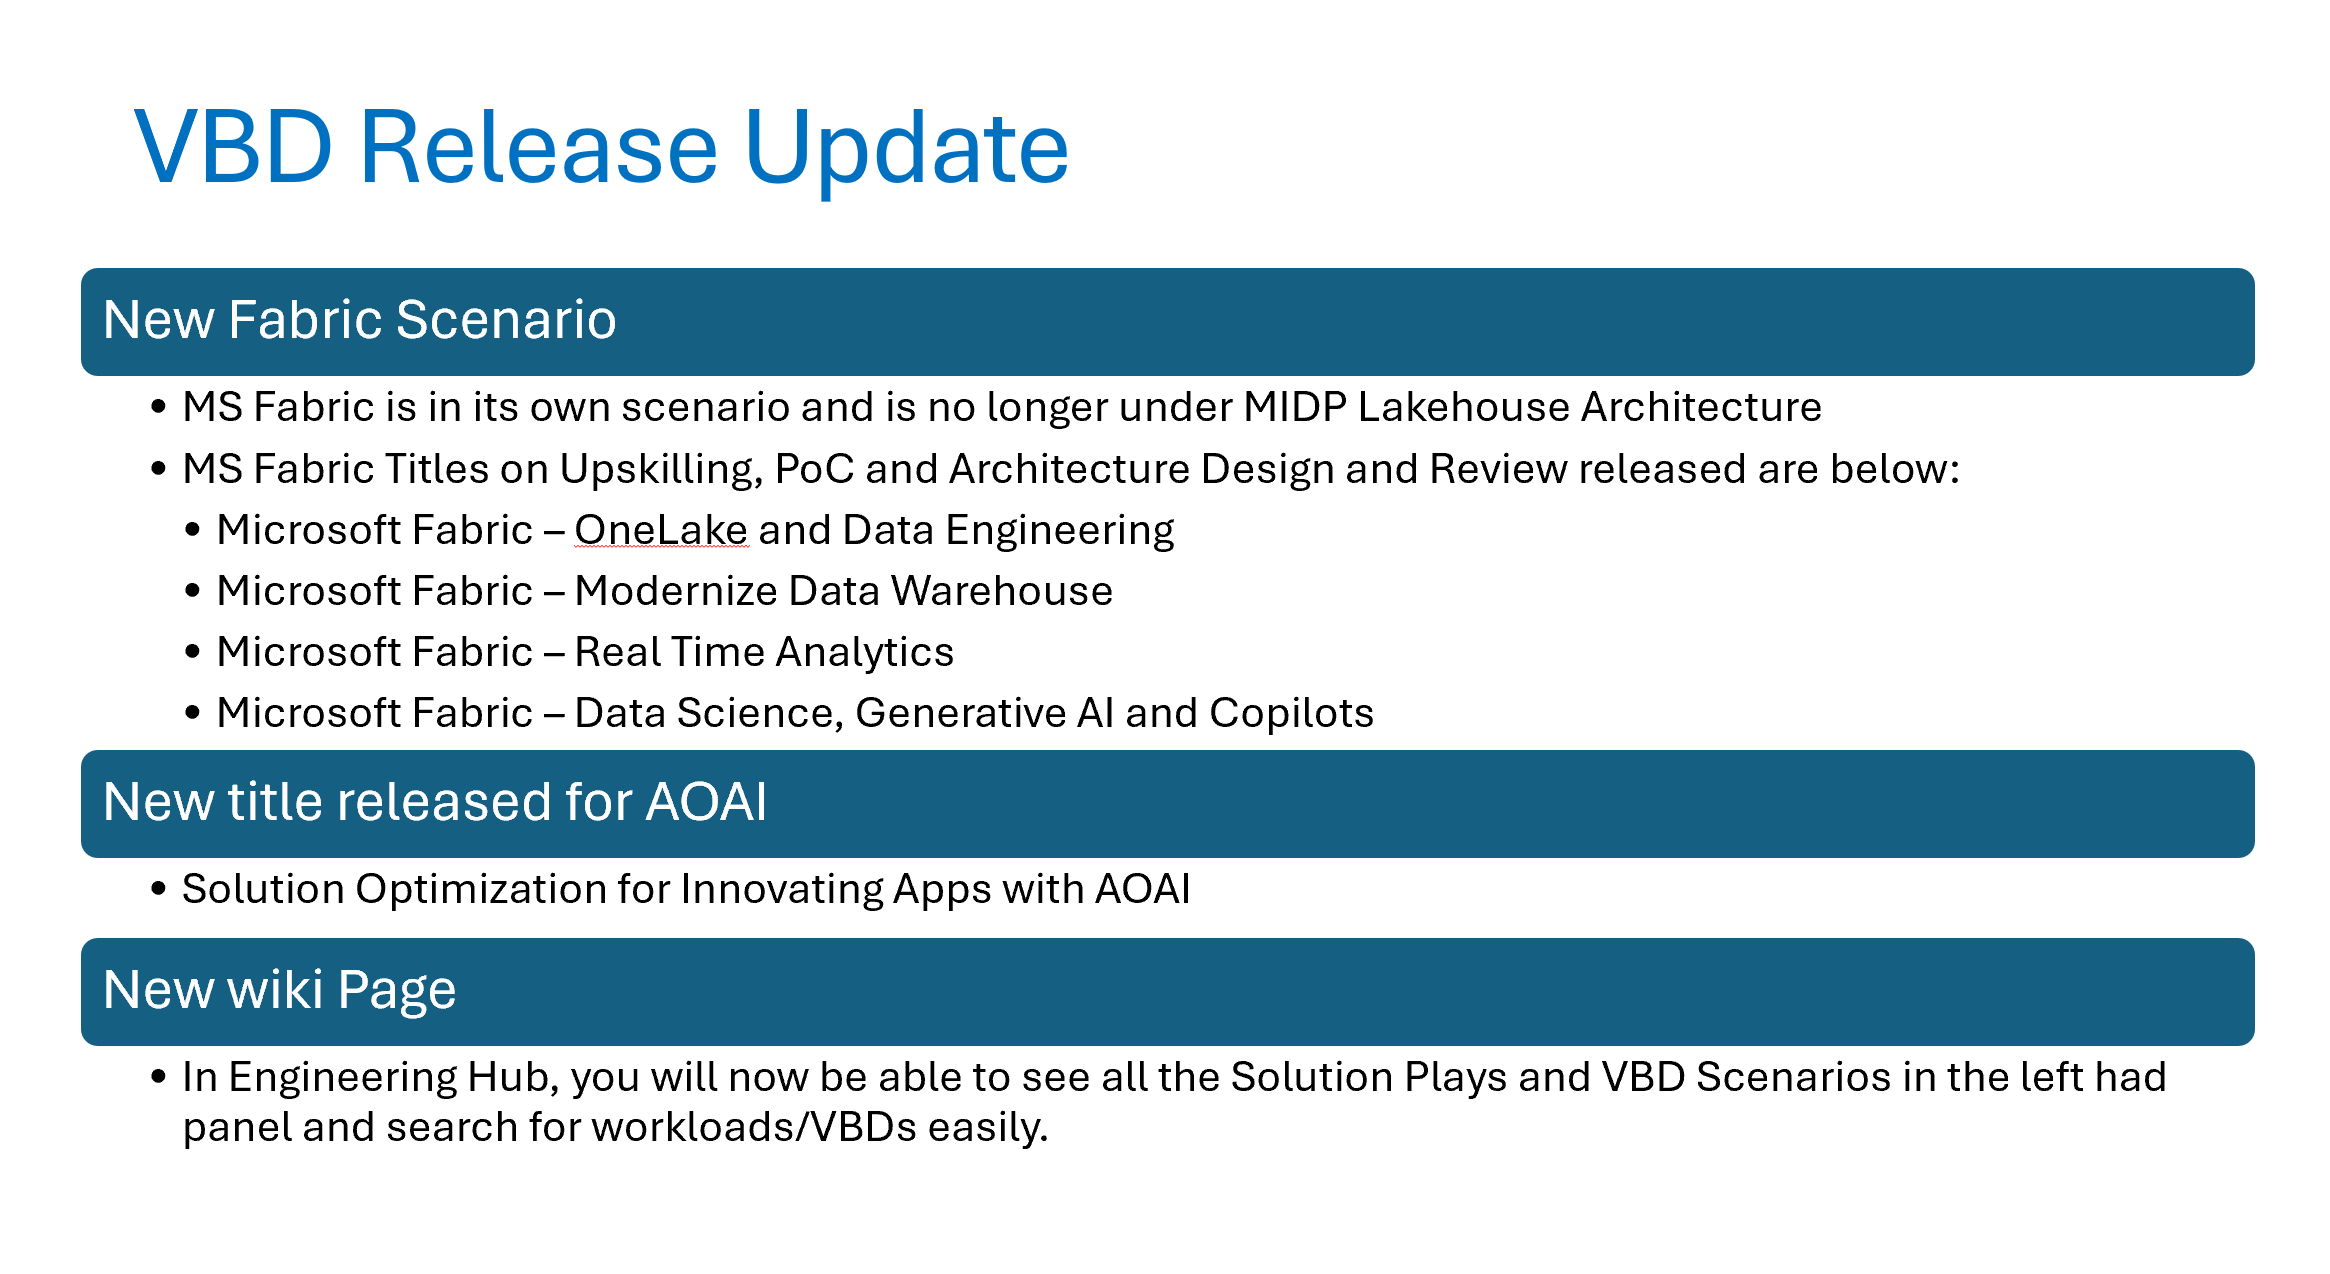 VBD Release Update
New Fabric Scenario
• MS Fabric is in its own scenario and is no longer under MIDP Lakehouse Architecture
• MS Fabric Titles on Upskilling, PoC and Architecture Design and Review released are below:
• Microsoft Fabric – OneLake and Data Engineering
• Microsoft Fabric – Modernize Data Warehouse
• Microsoft Fabric – Real Time Analytics
• Microsoft Fabric – Data Science, Generative AI and Copilots
New title released for AOAI
• Solution Optimization for Innovating Apps with AOAI
New wiki Page
• In Engineering Hub, you will now be able to see all the Solution Plays and VBD Scenarios in the left had
panel and search for workloads/VBDs easily.